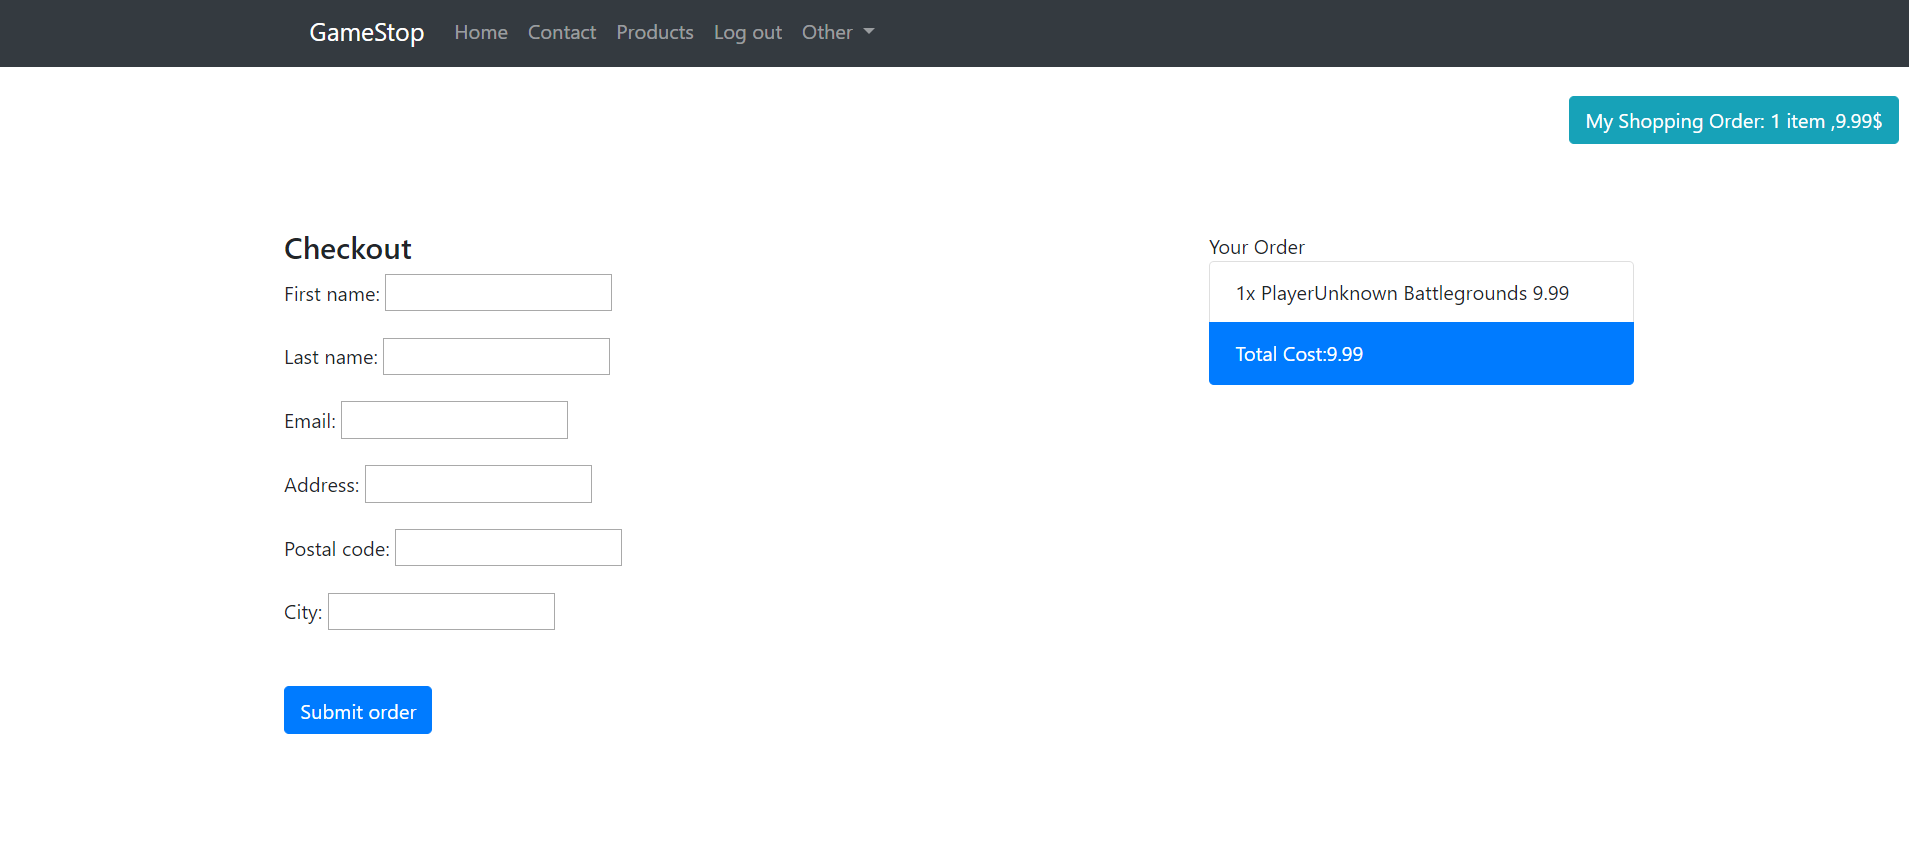 GameStop Home Contact Products Log out Other
My Shopping Order: 1 item ,9.99$
Checkout
First name:
Last name:
Email:
Address:
Postal code:
City:
Submit order
Your Order
1x PlayerUnknown Battlegrounds 9.99
Total Cost:9.99